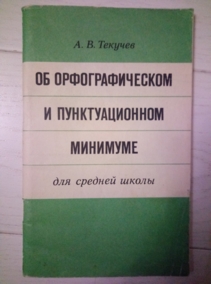 А. В. Текучев
ОБ ОРФОГРАФИЧЕСКОМ
И ПУНКТУАЦИОННОМ
МИНИМУМЕ
для средней школы